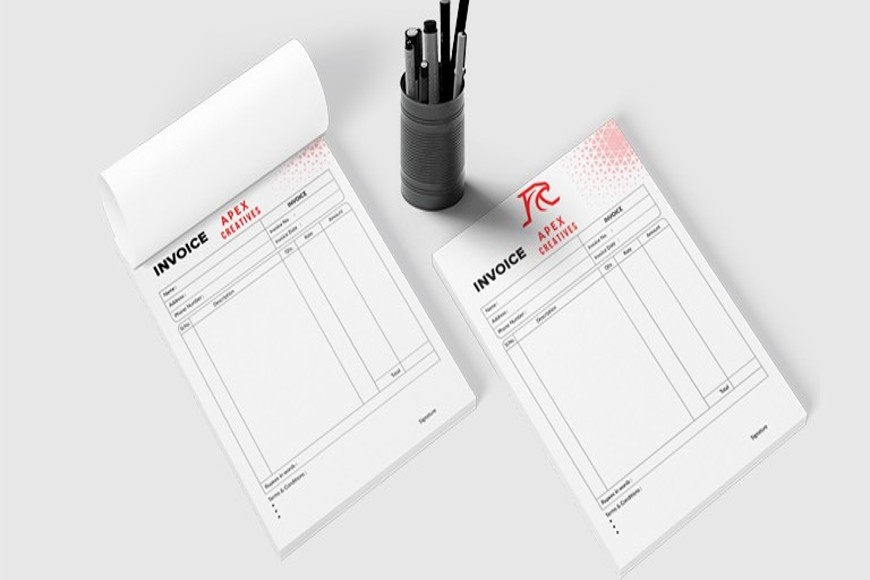 INVOICE
APEX
CREATIVES
INVOICE
Invoice No. :
Invoice Date :
Name :
Address :
Phone Number :
Sl.No
Description
Qty
Rate
Amount
Total
Rupees in words :
Terms & Conditions :
Signature
APEX
CREATIVES
INVOICE
INVOICE
Invoice No. :
Invoice Date :
Name :
Address :
Phone Number :
Sl.No
Description
Qty
Rate
Amount
Total
Rupees in words :
Terms & Conditions :
Signature